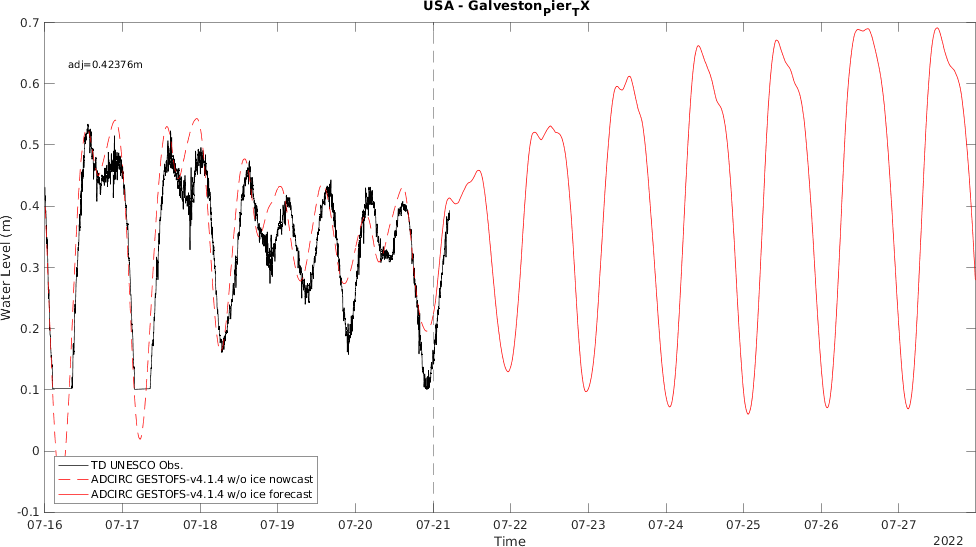 USA - Galveston_Pier_TX
0.7
0.6
0.5
0.4
0.3
0.2
0.1
0
-0.1
Water Level (m)
adj=0.42376m
TD UNESCO Obs.
ADCIRC GESTOFS-v4.1.4 w/o ice nowcast
ADCIRC GESTOFS-v4.1.4 w/o ice forecast
07-16 07-17 07-18 07-19 07-20 07-21 07-22 07-23 07-24 07-25 07-26 07-27
Time
2022